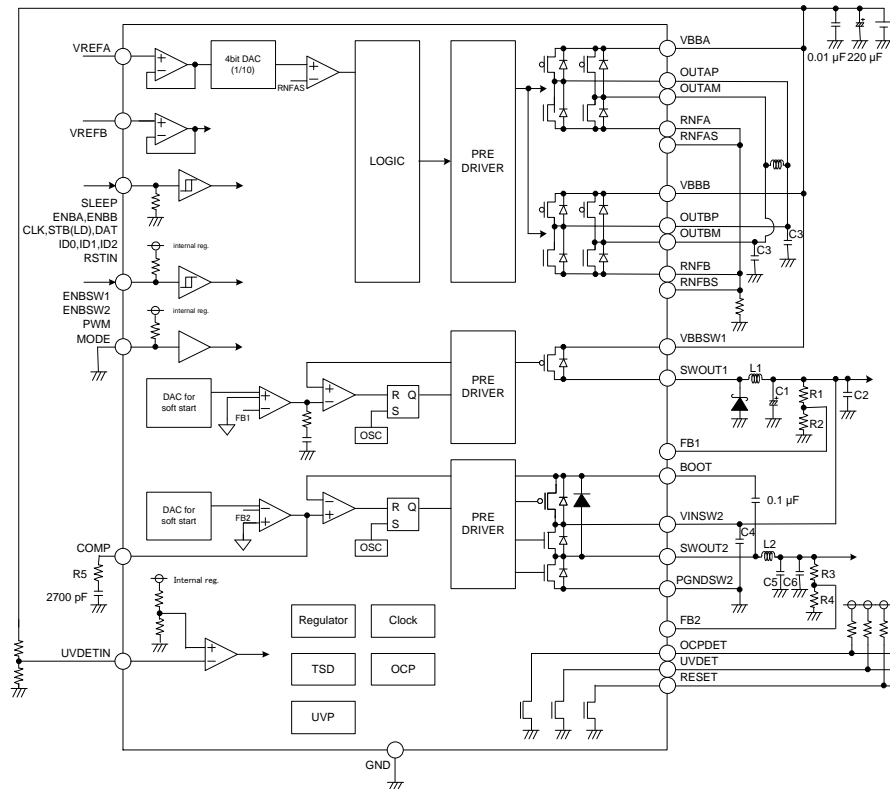 VREFA
4bit DAC
(1/10)
RNFAS
VREFB
SLEEP
ENBA,ENBB
CLK,STB(LD),DAT
ID0,ID1,ID2
RSTIN
internal reg.
ENBSW1
ENBSW2
PWM
MODE
internal reg.
LOGIC
PRE
DRIVER
VBBA
OUTAP
OUTAM
RNFA
RNFAS
VBBB
OUTBP
OUTBM
RNFB
RNFBS
0.01 µF
220 µF
C3
C3
DAC for
soft start
FB1
R Q
S
OSC
PRE
DRIVER
VBBSW1
SWOUT1
L1
C1
R1
R2
C2
FB1
BOOT
0.1 µF
DAC for
soft start
FB2
R Q
S
OSC
PRE
DRIVER
VINSW2
C4
SWOUT2
L2
PGNDSW2
C5
C6
R3
R4
FB2
COMP
R5
2700 pF
Internal reg.
UVDETIN
Regulator
Clock
TSD
OCP
UVP
OCPDET
UVDET
RESET
GND